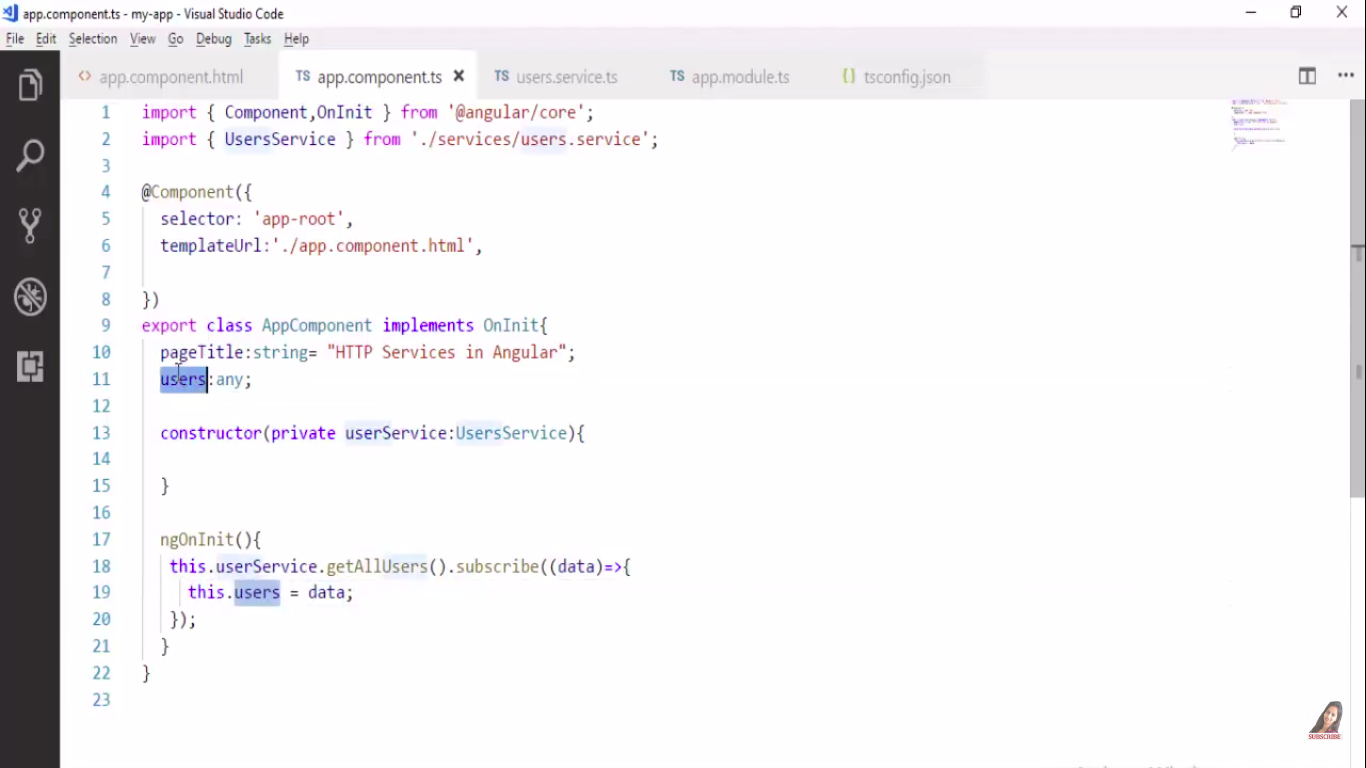 app.component.ts - my-app - Visual Studio Code
File Edit Selection View Go Debug Tasks Help
<> app.component.html TS app.component.ts × TS users.service.ts TS app.module.ts {} tsconfig.json ...
1 import { Component,OnInit } from '@angular/core';
2 import { UsersService } from './services/users.service';
3
4 @Component({
5 selector: 'app-root',
6 templateUrl:'./app.component.html',
7
8 })
9 export class AppComponent implements OnInit{
10 pageTitle:string= "HTTP Services in Angular";
11 users:any;
12
13 constructor(private userService:UsersService){
14
15 }
16
17 ngOnInit(){
18 this.userService.getAllUsers().subscribe((data)=>{
19 this.users = data;
20 });
21 }
22 }
23
SUBSCRIBE